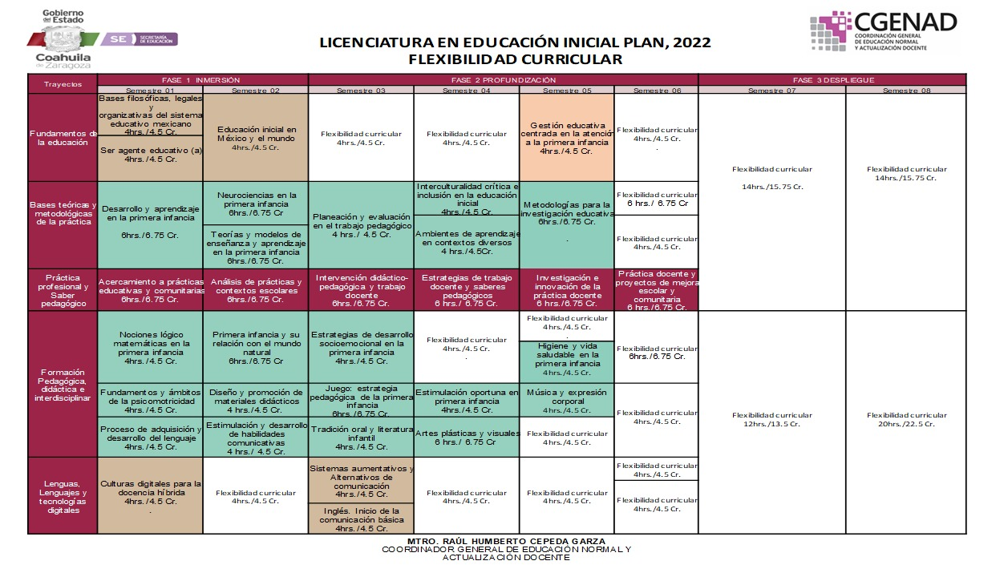 Gobierno
del Estado
Coahuila
de Zaragoza
SE
SECRETARÍA
DE EDUCACIÓN
LICENCIATURA EN EDUCACIÓN INICIAL PLAN, 2022
FLEXIBILIDAD CURRICULAR
CGENAD
COORDINACIÓN GENERAL
DE EDUCACIÓN NORMAL
Y ACTUALIZACIÓN DOCENTE
Trayectos
FASE 1 INMERSIÓN
FASE 2 PROFUNDIZACIÓN
FASE 3 DESPLIEGUE
Semestre 01
Semestre 02
Semestre 03
Semestre 04
Semestre 05
Semestre 06
Semestre 07
Semestre 08
Fundamentos de
la educación
Bases filosóficas, legales
y
organizativas del sistema
educativo mexicano
4hrs./4.5 Cr.
Ser agente educativo (a)
4hrs./4.5 Cr.
Educación inicial en
México y el mundo
4hrs./4.5 Cr.
Flexibilidad curricular
4hrs./4.5 Cr.
Flexibilidad curricular
4hrs./4.5 Cr.
Gestión educativa
centrada en la atención
a la primera infancia
4hrs./4.5 Cr.
Flexibilidad curricular
4hrs./4.5 Cr.
.
Flexibilidad curricular
14hrs./15.75 Cr.
Flexibilidad curricular
14hrs./15.75 Cr.
Bases teóricas y
metodológicas
de la práctica
Desarrollo y aprendizaje
en la primera infancia
6hrs./6.75 Cr.
Neurociencias en la
primera infancia
6hrs./6.75 Cr
Teorías y modelos de
enseñanza y aprendizaje
en la primera infancia
6hrs./6.75 Cr.
Planeación y evaluación
en el trabajo pedagógico
4 hrs./ 4.5 Cr.
Interculturalidad crítica e
inclusión en la educación
inicial
4hrs./4.5 Cr.
Ambientes de aprendizaje
en contextos diversos
4 hrs./4.5Cr.
Metodologías para la
investigación educativa
6hrs./6.75 Cr.
.
Flexibilidad curricular
6 hrs./ 6.75 Cr
Flexibilidad curricular
4hrs./4.5 Cr.
Práctica
profesional y
Saber
pedagógico
Acercamiento a prácticas
educativas y comunitarias
6hrs./6.75 Cr.
Análisis de prácticas y
contextos escolares
6hrs./6.75 Cr.
Intervención didáctico-
pedagógica y trabajo
docente
6hrs./6.75 Cr.
Estrategias de trabajo
docente y saberes
pedagógicos
6 hrs./ 6.75 Cr.
Investigación e
innovación de la
práctica docente
6 hrs./6.75 Cr.
Práctica docente y
proyectos de mejora
escolar y
comunitaria
6 hrs./6.75 Cr.
Formación
Pedagógica,
didáctica e
interdisciplinar
Nociones lógico
matemáticas en la
primera infancia
4hrs./4.5 Cr.
Primera infancia y su
relación con el mundo
natural
6hrs./6.75 Cr
Estrategias de desarrollo
socioemocional en la
primera infancia
4hrs./4.5 Cr.
Flexibilidad curricular
4hrs./4.5 Cr.
.
Flexibilidad curricular
4hrs./4.5 Cr.
.
Higiene y vida
saludable en la
primera infancia
4hrs./4.5 Cr.
Flexibilidad curricular
6hrs./6.75 Cr.
Flexibilidad curricular
12hrs./13.5 Cr.
Flexibilidad curricular
20hrs./22.5 Cr.
Fundamentos y ámbitos
de la psicomotricidad
4hrs./4.5 Cr.
Diseño y promoción de
materiales didácticos
4 hrs./4.5 Cr.
Juego: estrategia
pedagógica de la primera
infancia
6hrs./6.75 Cr.
Estimulación oportuna en
primera infancia
4hrs./4.5 Cr.
Música y expresión
corporal
4hrs./4.5 Cr.
Flexibilidad curricular
4hrs./4.5 Cr.
Proceso de adquisición y
desarrollo del lenguaje
4hrs./4.5 Cr.
Estimulación y desarrollo
de habilidades
comunicativas
4 hrs./ 4.5 Cr.
Tradición oral y literatura
infantil
4hrs./4.5 Cr.
Artes plásticas y visuales
6 hrs./ 6.75 Cr
Flexibilidad curricular
4hrs./4.5 Cr.
Lenguas,
Lenguajes y
tecnologías
digitales
Culturas digitales para la
docencia híbrida
4hrs./4.5 Cr.
.
Flexibilidad curricular
4hrs./4.5 Cr.
Sistemas aumentativos y
Alternativos de
comunicación
4hrs./4.5 Cr.
Inglés. Inicio de la
comunicación básica
4hrs./4.5 Cr.
Flexibilidad curricular
4hrs./4.5 Cr.
Flexibilidad curricular
4hrs./4.5 Cr.
Flexibilidad curricular
4hrs./4.5 Cr.
Flexibilidad curricular
4hrs./4.5 Cr.
MTRO. RAÚL HUMBERTO CEPEDA GARZA
COORDINADOR GENERAL DE EDUCACIÓN NORMAL Y
ACTUALIZACIÓN DOCENTE